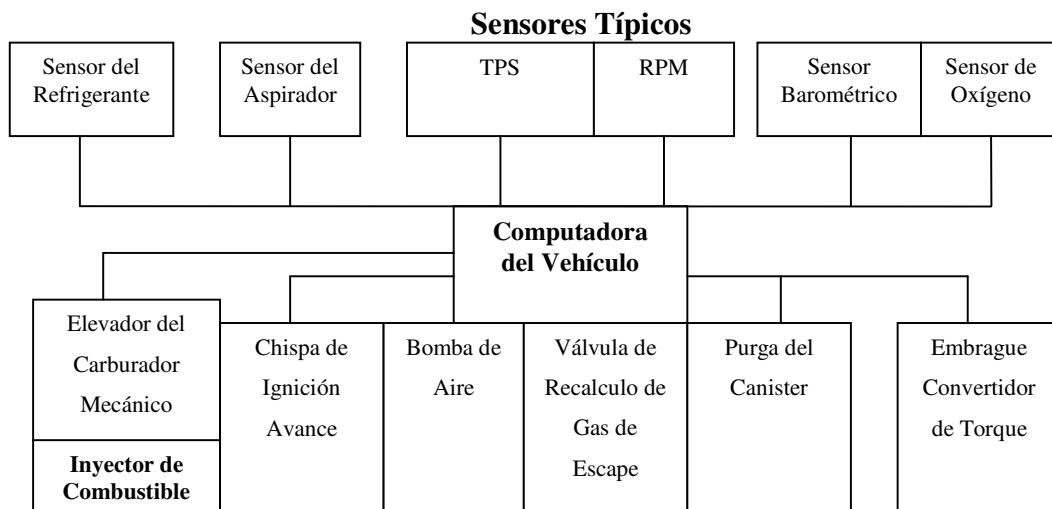 Sensores Típicos
Sensor del
Refrigerante
Sensor del
Aspirador
TPS
RPM
Sensor
Barométrico
Sensor de
Oxígeno
Computadora
del Vehículo
Elevador del
Carburador
Mecánico
Inyector de
Combustible
Chispa de
Ignición
Avance
Bomba de
Aire
Válvula de
Recalculo de
Gas de
Escape
Purga del
Canister
Embrague
Convertidor
de Torque